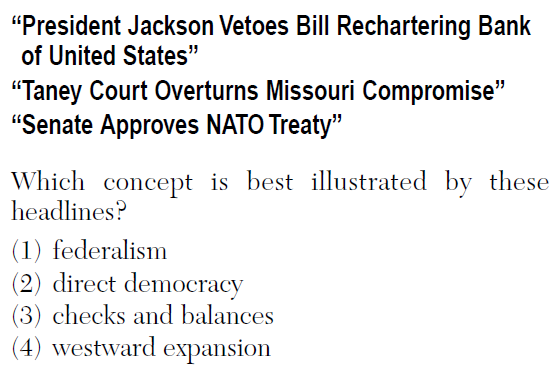 “President Jackson Vetoes Bill Rechartering Bank
of United States”
“Taney Court Overturns Missouri Compromise”
“Senate Approves NATO Treaty”
Which concept is best illustrated by these
headlines?
(1) federalism
(2) direct democracy
(3) checks and balances
(4) westward expansion